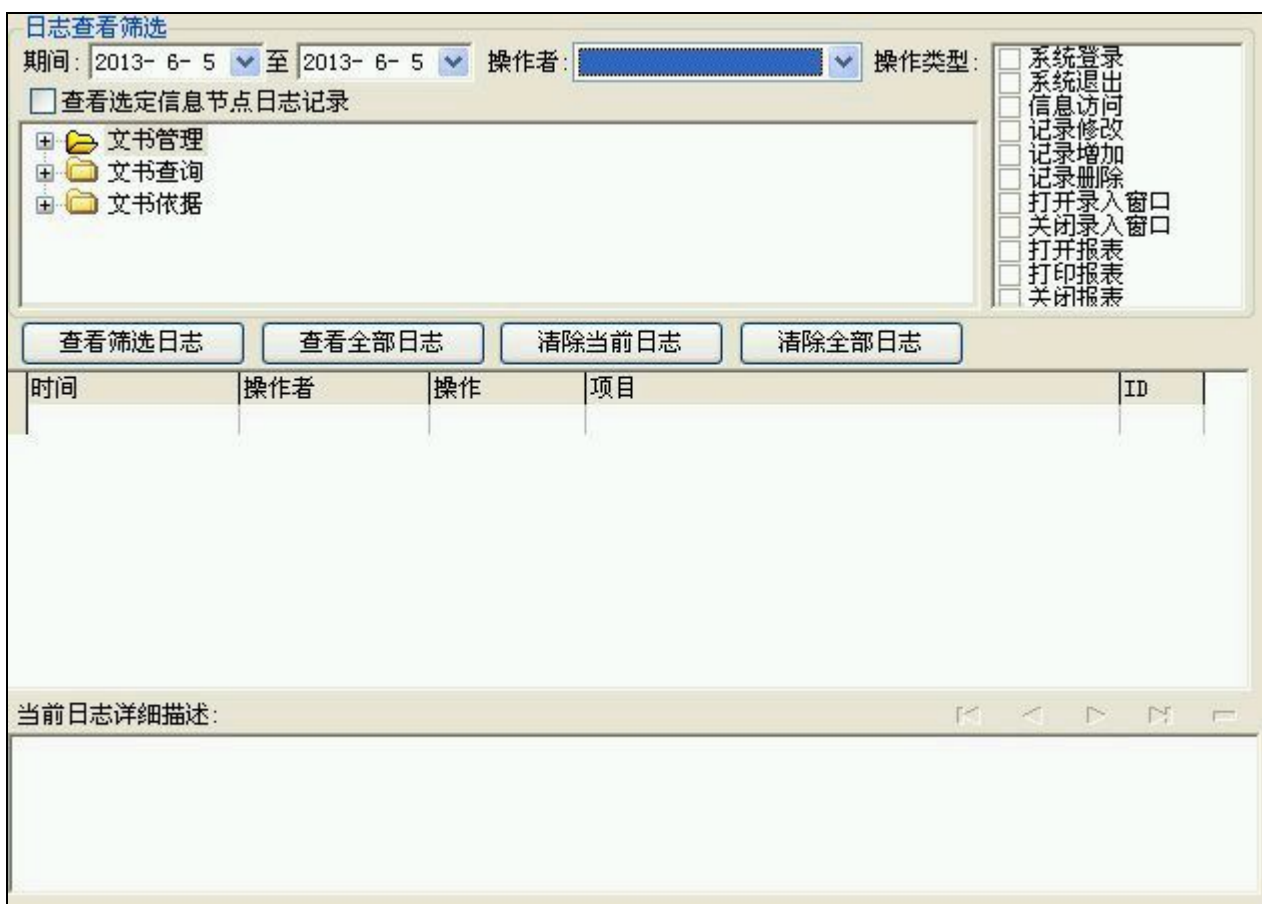 日志查看筛选
期间: 2013- 6- 5 至 2013- 6- 5 操作者: 操作类型:
系统登录
系统退出
信息访问
记录修改
记录增加
记录删除
打开录入窗口
关闭录入窗口
打开报表
打印报表
关闭报表
查看选定信息节点日志记录
文书管理
文书查询
文书依据
查看筛选日志 查看全部日志 清除当前日志 清除全部日志
时间 操作者 操作 项目 ID
当前日志详细描述: